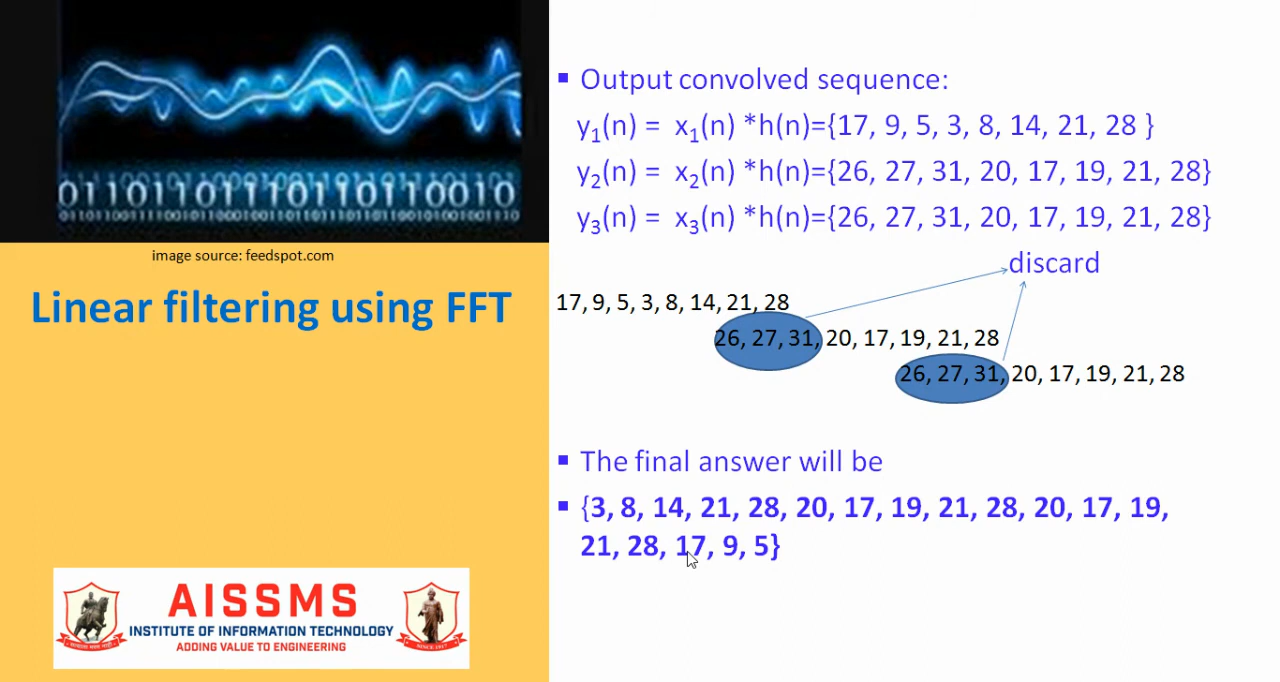 01101101110110110010
image source: feedspot.com
Linear filtering using FFT
AISSMS
INSTITUTE OF INFORMATION TECHNOLOGY
ADDING VALUE TO ENGINEERING
▪ Output convolved sequence:
y₁(n) = x₁(n) *h(n)={17, 9, 5, 3, 8, 14, 21, 28 }
y₂(n) = x₂(n) *h(n)={26, 27, 31, 20, 17, 19, 21, 28}
y₃(n) = x₃(n) *h(n)={26, 27, 31, 20, 17, 19, 21, 28}
discard
17, 9, 5, 3, 8, 14, 21, 28
26, 27, 31, 20, 17, 19, 21, 28
26, 27, 31, 20, 17, 19, 21, 28
▪ The final answer will be
▪ {3, 8, 14, 21, 28, 20, 17, 19, 21, 28, 20, 17, 19,
21, 28, 17, 9, 5}